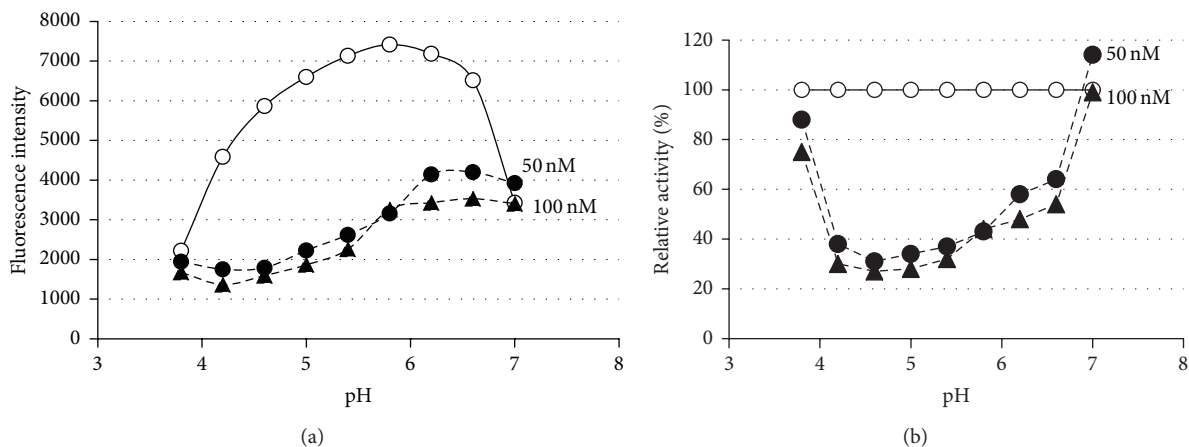 8000
7000
6000
5000
4000
3000
2000
1000
0
Fluorescence intensity
50 nM
100 nM
3 4 5 6 7 8
pH
(a)
120
100
80
60
40
20
0
Relative activity (%)
50 nM
100 nM
3 4 5 6 7 8
pH
(b)